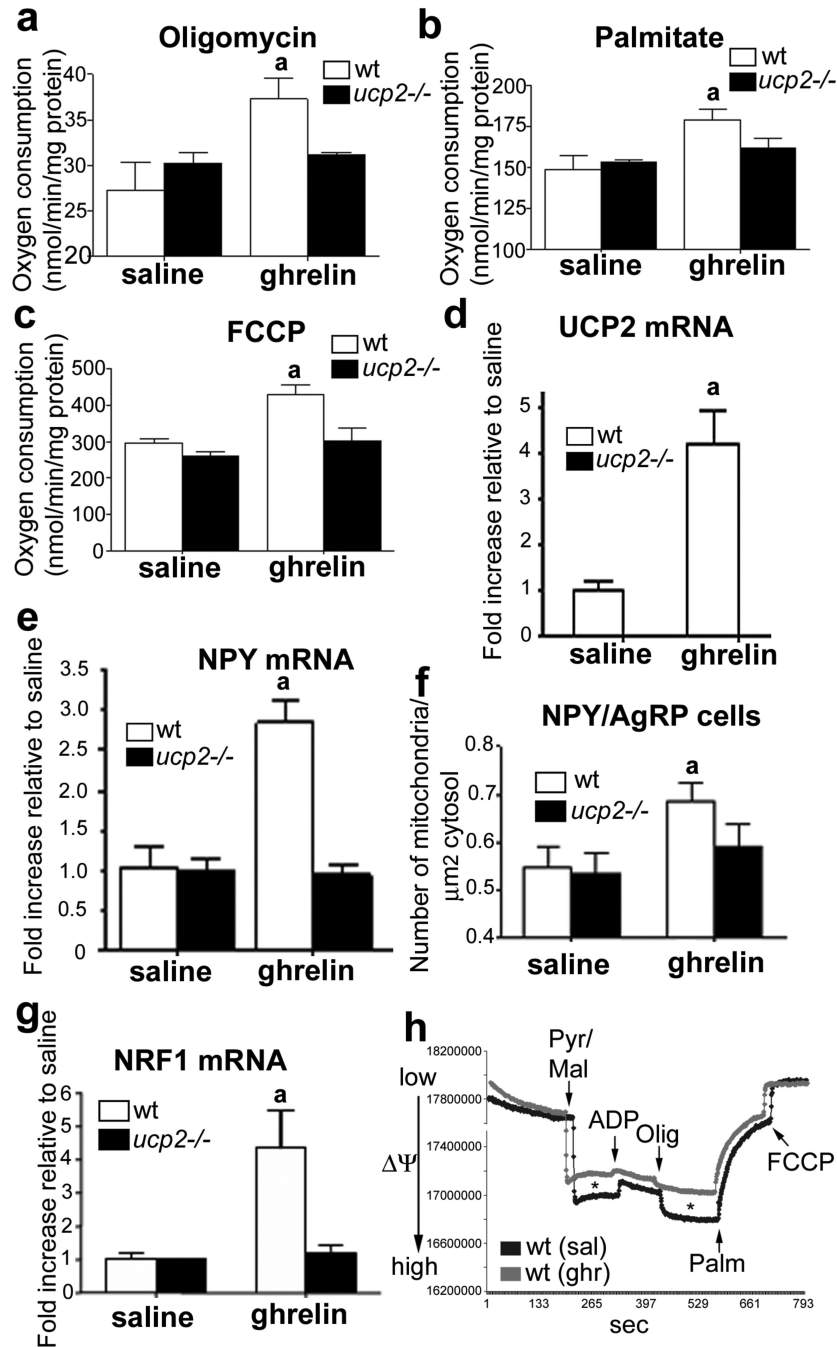 a
Oligomycin
Oxygen consumption
(nmol/min/mg protein)
40
35
30
25
20
a
wt
ucp2-/-
saline
ghrelin
b
Palmitate
Oxygen consumption
(nmol/min/mg protein)
200
175
150
125
100
a
wt
ucp2-/-
saline
ghrelin
c
FCCP
Oxygen consumption
(nmol/min/mg protein)
500
400
300
200
100
0
a
wt
ucp2-/-
saline
ghrelin
d
UCP2 mRNA
Fold increase relative to saline
5
4
3
2
1
0
a
wt
ucp2-/-
saline
ghrelin
e
NPY mRNA
Fold increase relative to saline
3.5
3.0
2.5
2.0
1.5
1.0
0.5
0
a
wt
ucp2-/-
saline
ghrelin
f
NPY/AgRP cells
Number of mitochondria/
μm2 cytosol
0.8
0.7
0.6
0.5
0.4
a
wt
ucp2-/-
saline
ghrelin
g
NRF1 mRNA
Fold increase relative to saline
6
5
4
3
2
1
0
a
wt
ucp2-/-
saline
ghrelin
h
low
ΔΨ
high
18200000
17800000
17400000
17000000
16600000
16200000
Pyr/
Mal
ADP
Olig
FCCP
Palm
*
*
wt (sal)
wt (ghr)
1 133 265 397 529 661 793
sec